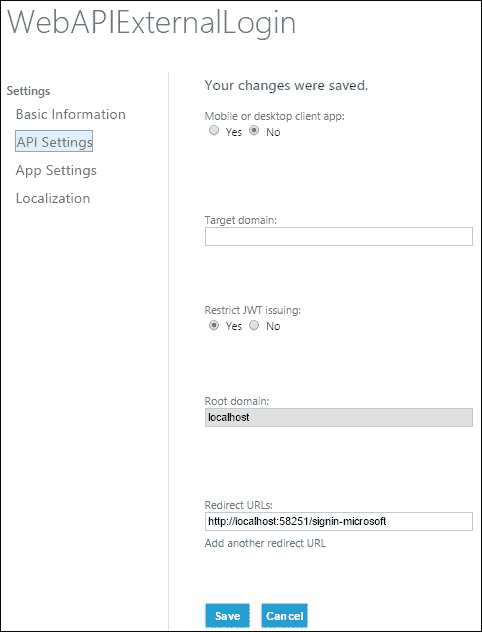 WebAPIExternalLogin
Settings
Basic Information
API Settings
App Settings
Localization
Your changes were saved.
Mobile or desktop client app:
Yes No
Target domain:
Restrict JWT issuing:
Yes No
Root domain:
localhost
Redirect URLs:
http://localhost:58251/signin-microsoft
Add another redirect URL
Save Cancel